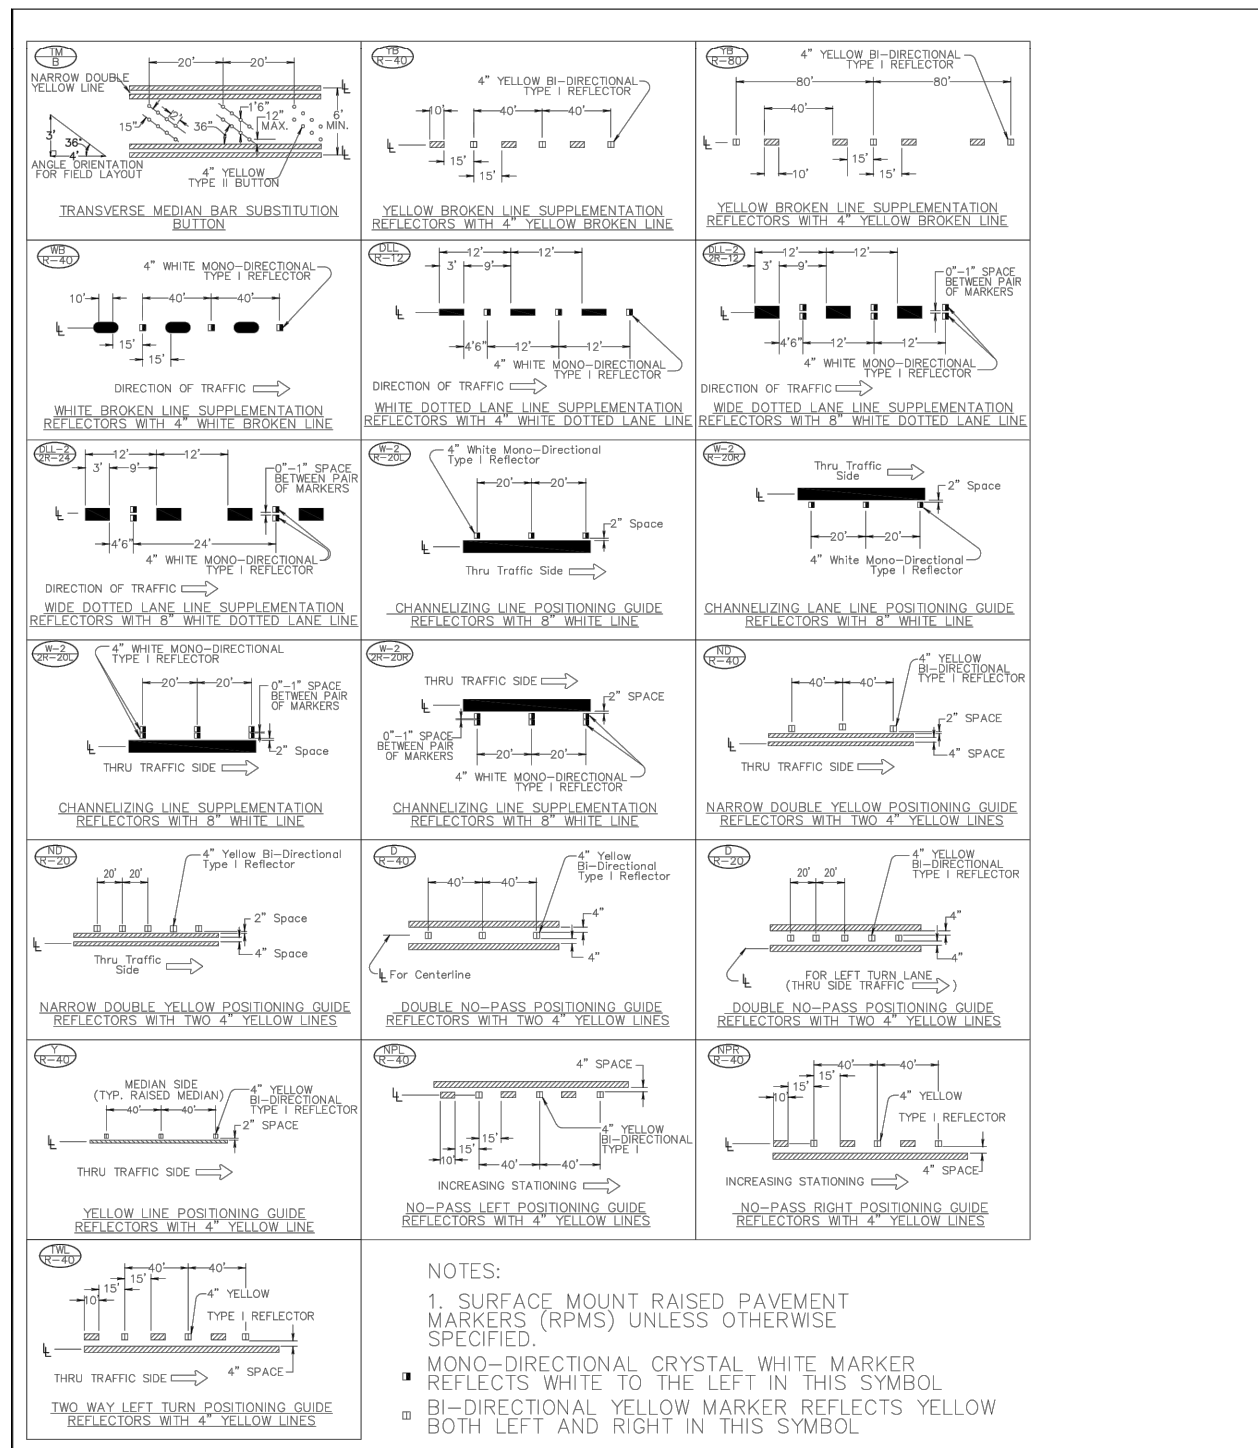 TM
B
NARROW DOUBLE
YELLOW LINE
20'
20'
15"
2'
36"
1'6"
12"
MAX.
6'
MIN.
3'
36°
4'
ANGLE ORIENTATION
FOR FIELD LAYOUT
4" YELLOW
TYPE II BUTTON
TRANSVERSE MEDIAN BAR SUBSTITUTION
BUTTON
YB
R-40
4" YELLOW BI-DIRECTIONAL
TYPE I REFLECTOR
10'
40'
40'
15'
15'
YELLOW BROKEN LINE SUPPLEMENTATION
REFLECTORS WITH 4" YELLOW BROKEN LINE
YB
R-80
4" YELLOW BI-DIRECTIONAL
TYPE I REFLECTOR
80'
80'
40'
15'
10'
15'
YELLOW BROKEN LINE SUPPLEMENTATION
REFLECTORS WITH 4" YELLOW BROKEN LINE
WB
R-40
4" WHITE MONO-DIRECTIONAL
TYPE I REFLECTOR
10'
40'
40'
15'
15'
DIRECTION OF TRAFFIC
WHITE BROKEN LINE SUPPLEMENTATION
REFLECTORS WITH 4" WHITE BROKEN LINE
DLL
R-12
12'
12'
3'
9'
4'6"
12'
12'
4" WHITE MONO-DIRECTIONAL
TYPE I REFLECTOR
DIRECTION OF TRAFFIC
WHITE DOTTED LANE LINE SUPPLEMENTATION
REFLECTORS WITH 4" WHITE DOTTED LANE LINE
DLL-2
2R-12
12'
12'
3'
9'
0"-1" SPACE
BETWEEN PAIR
OF MARKERS
4'6"
12'
12'
4" WHITE MONO-DIRECTIONAL
TYPE I REFLECTOR
DIRECTION OF TRAFFIC
WIDE DOTTED LANE LINE SUPPLEMENTATION
REFLECTORS WITH 8" WHITE DOTTED LANE LINE
DLL-2
2R-24
12'
12'
3'
9'
0"-1" SPACE
BETWEEN PAIR
OF MARKERS
4'6"
24'
4" WHITE MONO-DIRECTIONAL
TYPE I REFLECTOR
DIRECTION OF TRAFFIC
WIDE DOTTED LANE LINE SUPPLEMENTATION
REFLECTORS WITH 8" WHITE DOTTED LANE LINE
W-2
R-20L
4" White Mono-Directional
Type I Reflector
20'
20'
2" Space
Thru Traffic Side
CHANNELIZING LINE POSITIONING GUIDE
REFLECTORS WITH 8" WHITE LINE
W-2
R-20R
Thru Traffic
Side
2" Space
20'
20'
4" White Mono-Directional
Type I Reflector
CHANNELIZING LANE LINE POSITIONING GUIDE
REFLECTORS WITH 8" WHITE LINE
W-2
2R-20L
4" WHITE MONO-DIRECTIONAL
TYPE I REFLECTOR
20'
20'
0"-1" SPACE
BETWEEN PAIR
OF MARKERS
2" Space
THRU TRAFFIC SIDE
CHANNELIZING LINE SUPPLEMENTATION
REFLECTORS WITH 8" WHITE LINE
W-2
2R-20R
THRU TRAFFIC SIDE
2" SPACE
0"-1" SPACE
BETWEEN PAIR
OF MARKERS
20'
20'
4" WHITE MONO-DIRECTIONAL
TYPE I REFLECTOR
CHANNELIZING LINE SUPPLEMENTATION
REFLECTORS WITH 8" WHITE LINE
ND
R-40
4" YELLOW
BI-DIRECTIONAL
TYPE I REFLECTOR
40'
40'
2" SPACE
4" SPACE
THRU TRAFFIC SIDE
NARROW DOUBLE YELLOW POSITIONING GUIDE
REFLECTORS WITH TWO 4" YELLOW LINES
ND
R-20
4" Yellow Bi-Directional
Type I Reflector
20'
20'
2" Space
4" Space
Thru Traffic
Side
NARROW DOUBLE YELLOW POSITIONING GUIDE
REFLECTORS WITH TWO 4" YELLOW LINES
D
R-40
4" Yellow
Bi-Directional
Type I Reflector
40'
40'
4"
4"
For Centerline
DOUBLE NO-PASS POSITIONING GUIDE
REFLECTORS WITH TWO 4" YELLOW LINES
D
R-20
4" YELLOW
BI-DIRECTIONAL
TYPE I REFLECTOR
20'
20'
4"
4"
FOR LEFT TURN LANE
(THRU SIDE TRAFFIC )
DOUBLE NO-PASS POSITIONING GUIDE
REFLECTORS WITH TWO 4" YELLOW LINES
Y
R-40
MEDIAN SIDE
(TYP. RAISED MEDIAN)
40'
40'
4" YELLOW
BI-DIRECTIONAL
TYPE I REFLECTOR
2" SPACE
THRU TRAFFIC SIDE
YELLOW LINE POSITIONING GUIDE
REFLECTORS WITH 4" YELLOW LINE
NPL
R-40
4" SPACE
15'
15'
10'
40'
40'
4" YELLOW
BI-DIRECTIONAL
TYPE I
INCREASING STATIONING
NO-PASS LEFT POSITIONING GUIDE
REFLECTORS WITH 4" YELLOW LINES
NPR
R-40
40'
40'
15'
15'
10'
4" YELLOW
TYPE I REFLECTOR
4" SPACE
INCREASING STATIONING
NO-PASS RIGHT POSITIONING GUIDE
REFLECTORS WITH 4" YELLOW LINES
TWL
R-40
40'
40'
15'
15'
10'
4" YELLOW
TYPE I REFLECTOR
4" SPACE
THRU TRAFFIC SIDE
TWO WAY LEFT TURN POSITIONING GUIDE
REFLECTORS WITH 4" YELLOW LINES
NOTES:
1. SURFACE MOUNT RAISED PAVEMENT
MARKERS (RPMS) UNLESS OTHERWISE
SPECIFIED.
MONO-DIRECTIONAL CRYSTAL WHITE MARKER
REFLECTS WHITE TO THE LEFT IN THIS SYMBOL
BI-DIRECTIONAL YELLOW MARKER REFLECTS YELLOW
BOTH LEFT AND RIGHT IN THIS SYMBOL